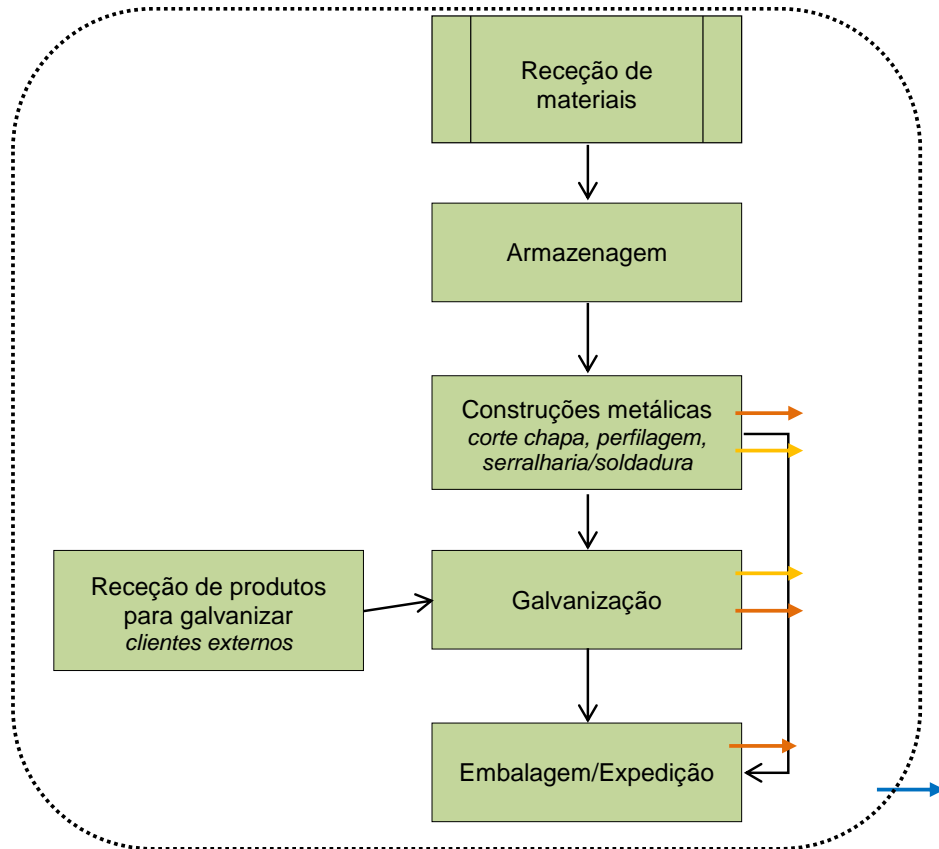 Receção de
materiais
Armazenagem
Construções metálicas
corte chapa, perfilagem,
serralharia/soldadura
Receção de produtos
para galvanizar
clientes externos
Galvanização
Embalagem/Expedição